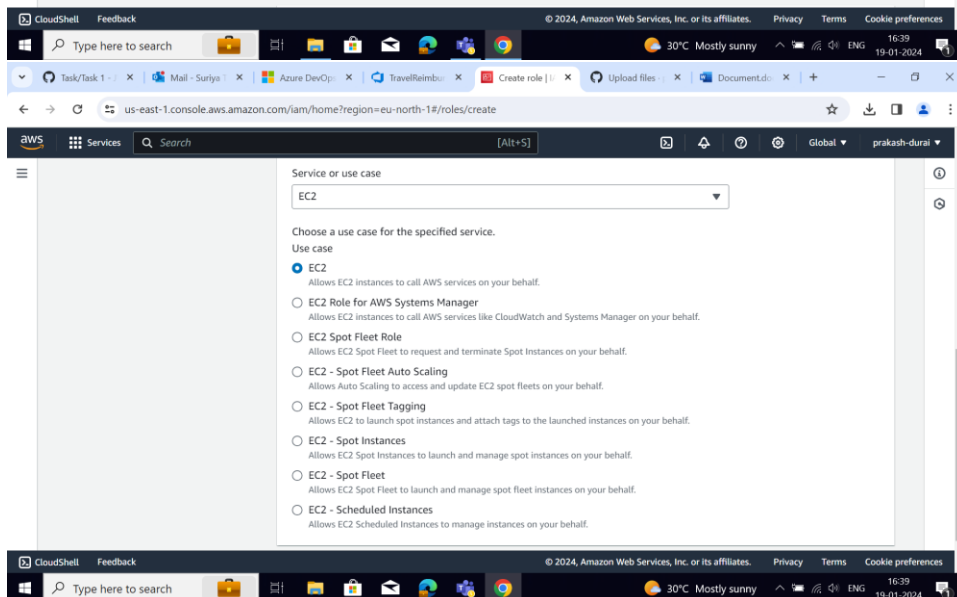 CloudShell Feedback © 2024, Amazon Web Services, Inc. or its affiliates. Privacy Terms Cookie preferences
Type here to search 30°C Mostly sunny ENG 16:39
19-01-2024
Task/Task 1 - Mail - Suriya Azure DevOp TravelReimbu Create role | I Upload files - Document.do
us-east-1.console.aws.amazon.com/iam/home?region=eu-north-1#/roles/create
aws Services Search [Alt+S] Global prakash-durai
Service or use case
EC2
Choose a use case for the specified service.
Use case
EC2
Allows EC2 instances to call AWS services on your behalf.
EC2 Role for AWS Systems Manager
Allows EC2 instances to call AWS services like CloudWatch and Systems Manager on your behalf.
EC2 Spot Fleet Role
Allows EC2 Spot Fleet to request and terminate Spot Instances on your behalf.
EC2 - Spot Fleet Auto Scaling
Allows Auto Scaling to access and update EC2 spot fleets on your behalf.
EC2 - Spot Fleet Tagging
Allows EC2 to launch spot instances and attach tags to the launched instances on your behalf.
EC2 - Spot Instances
Allows EC2 Spot Instances to launch and manage spot instances on your behalf.
EC2 - Spot Fleet
Allows EC2 Spot Fleet to launch and manage spot fleet instances on your behalf.
EC2 - Scheduled Instances
Allows EC2 Scheduled Instances to manage instances on your behalf.
CloudShell Feedback © 2024, Amazon Web Services, Inc. or its affiliates. Privacy Terms Cookie preferences
Type here to search 30°C Mostly sunny ENG 16:39
19-01-2024